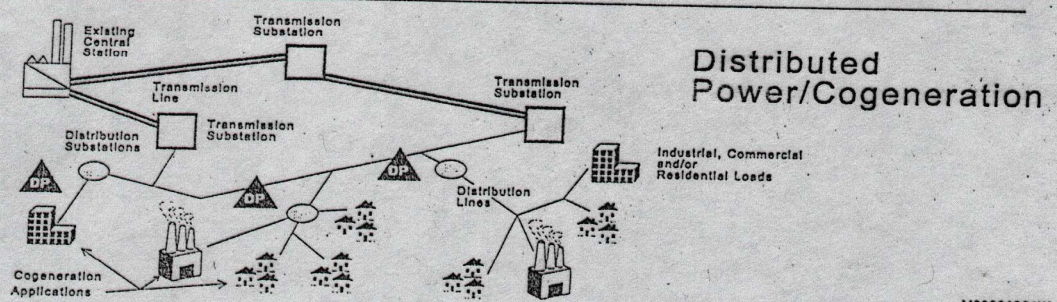 Existing
Central
Station
Transmission
Substation
Distributed
Power/Cogeneration
Transmission
Line
Transmission
Substation
Transmission
Substation
Distribution
Substations
DP
DP
DP
Distribution
Lines
Industrial, Commercial
and/or
Residential Loads
Cogeneration
Applications